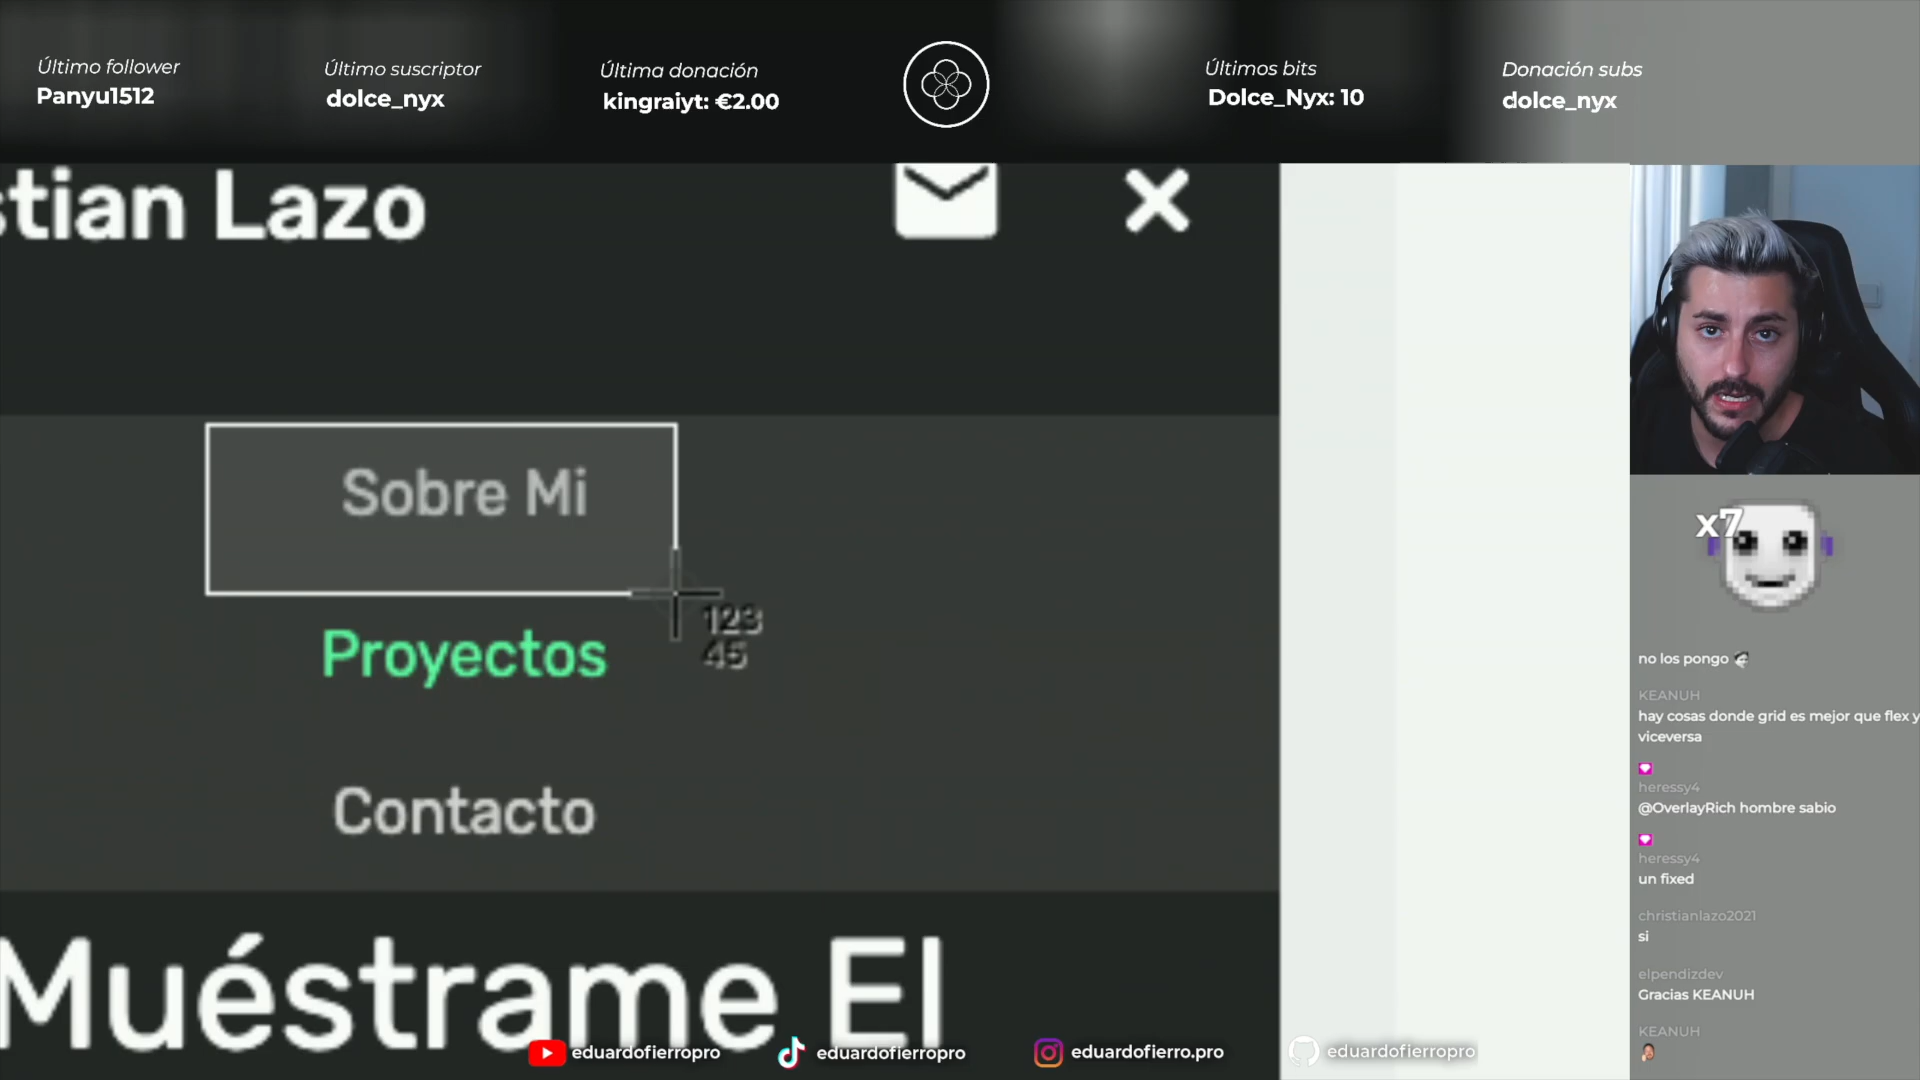 Último follower
Panyu1512
Último suscriptor
dolce_nyx
Última donación
kingraiyt: €2.00
Últimos bits
Dolce_Nyx: 10
Donación subs
dolce_nyx
stian Lazo
Sobre Mi
123
45
Proyectos
Contacto
Muéstrame El
x7
no los pongo
KEANUH
hay cosas donde grid es mejor que flex y
viceversa
heressy4
@OverlayRich hombre sabio
heressy4
un fixed
christianlazo2021
si
elpendizdev
Gracias KEANUH
KEANUH
eduardofierropro
eduardofierropro
eduardofierro.pro
eduardofierropro